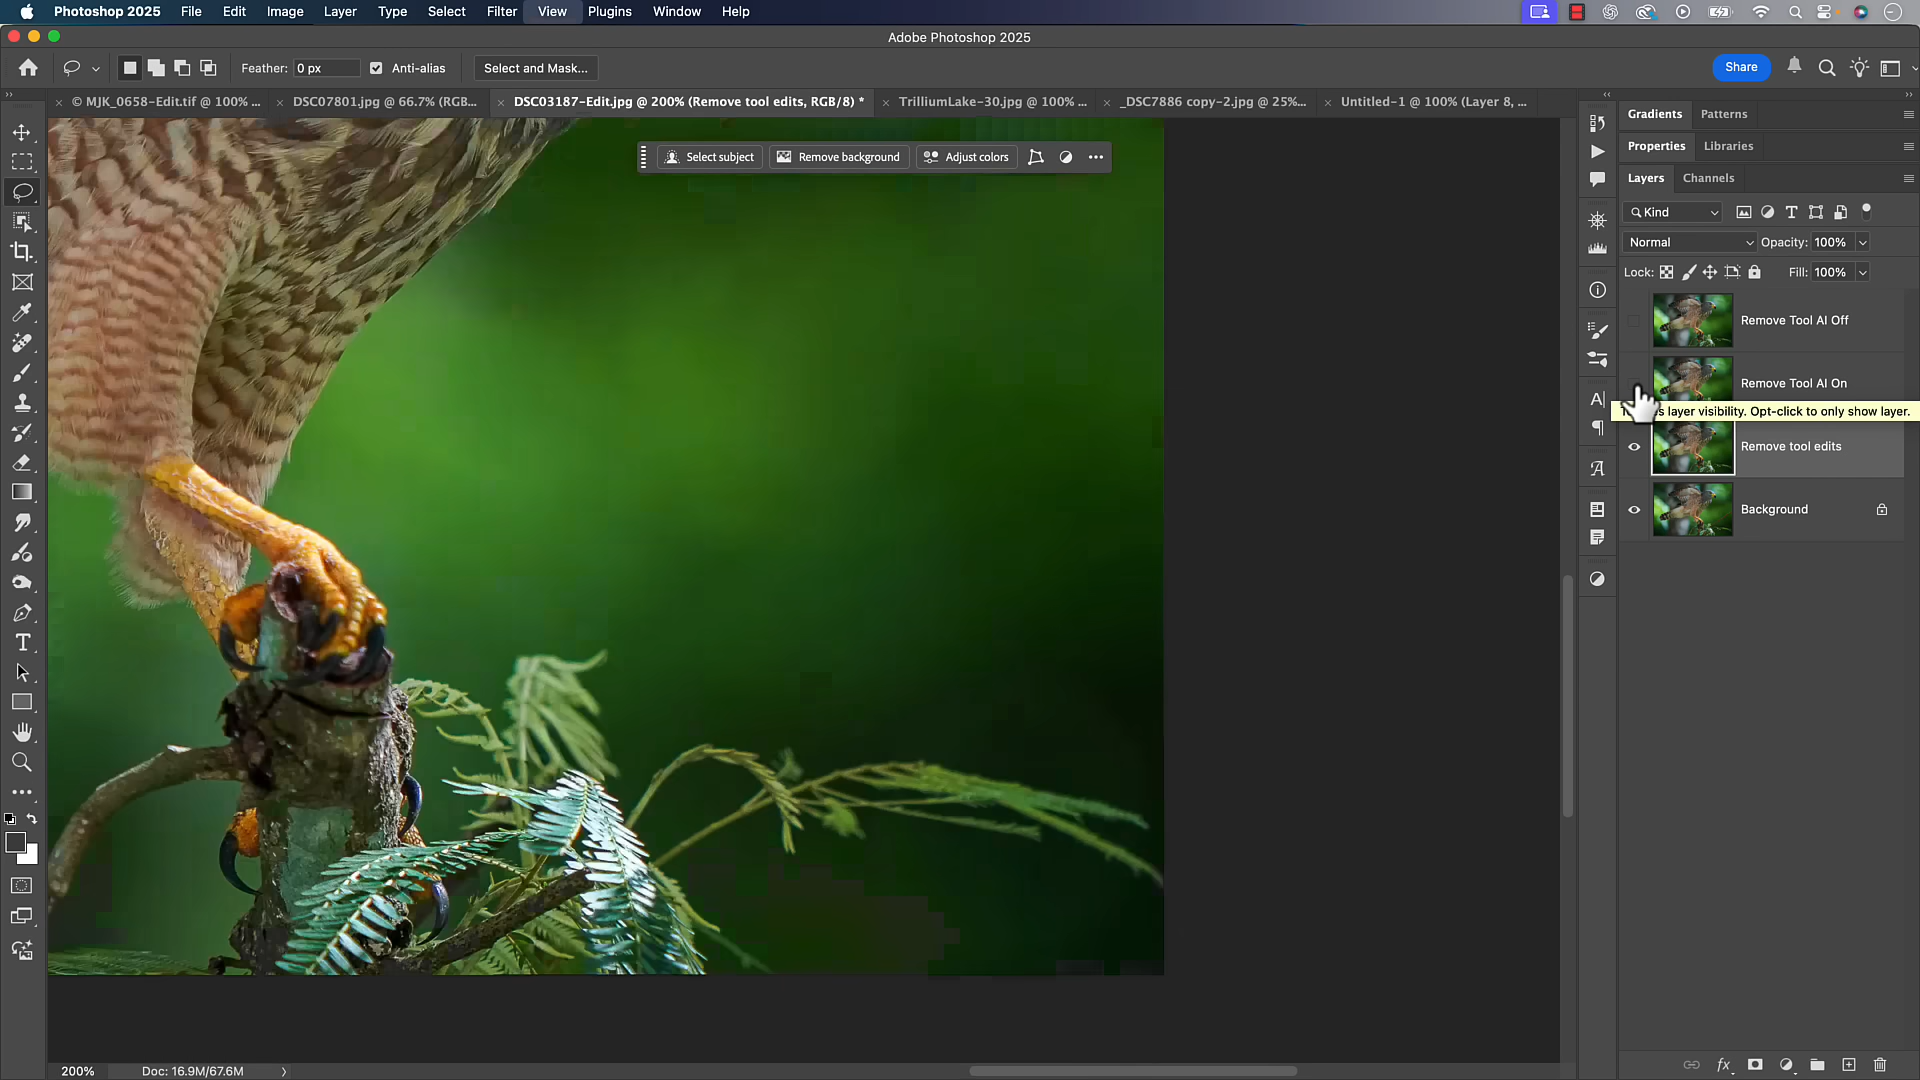 Photoshop 2025 File Edit Image Layer Type Select Filter View Plugins Window Help
Adobe Photoshop 2025
Feather: 0 px Anti-alias Select and Mask... Share
© MJK_0658-Edit.tif @ 100% ... DSC07801.jpg @ 66.7% (RGB... DSC03187-Edit.jpg @ 200% (Remove tool edits, RGB/8) * TrilliumLake-30.jpg @ 100% ... _DSC7886 copy-2.jpg @ 25%... Untitled-1 @ 100% (Layer 8, ...
Gradients Patterns
Properties Libraries
Select subject Remove background Adjust colors
Layers Channels
Kind
Normal Opacity: 100%
Lock: Fill: 100%
Remove Tool AI Off
Remove Tool AI On
layer visibility. Opt-click to only show layer.
Remove tool edits
Background
200% Doc: 16.9M/67.6M